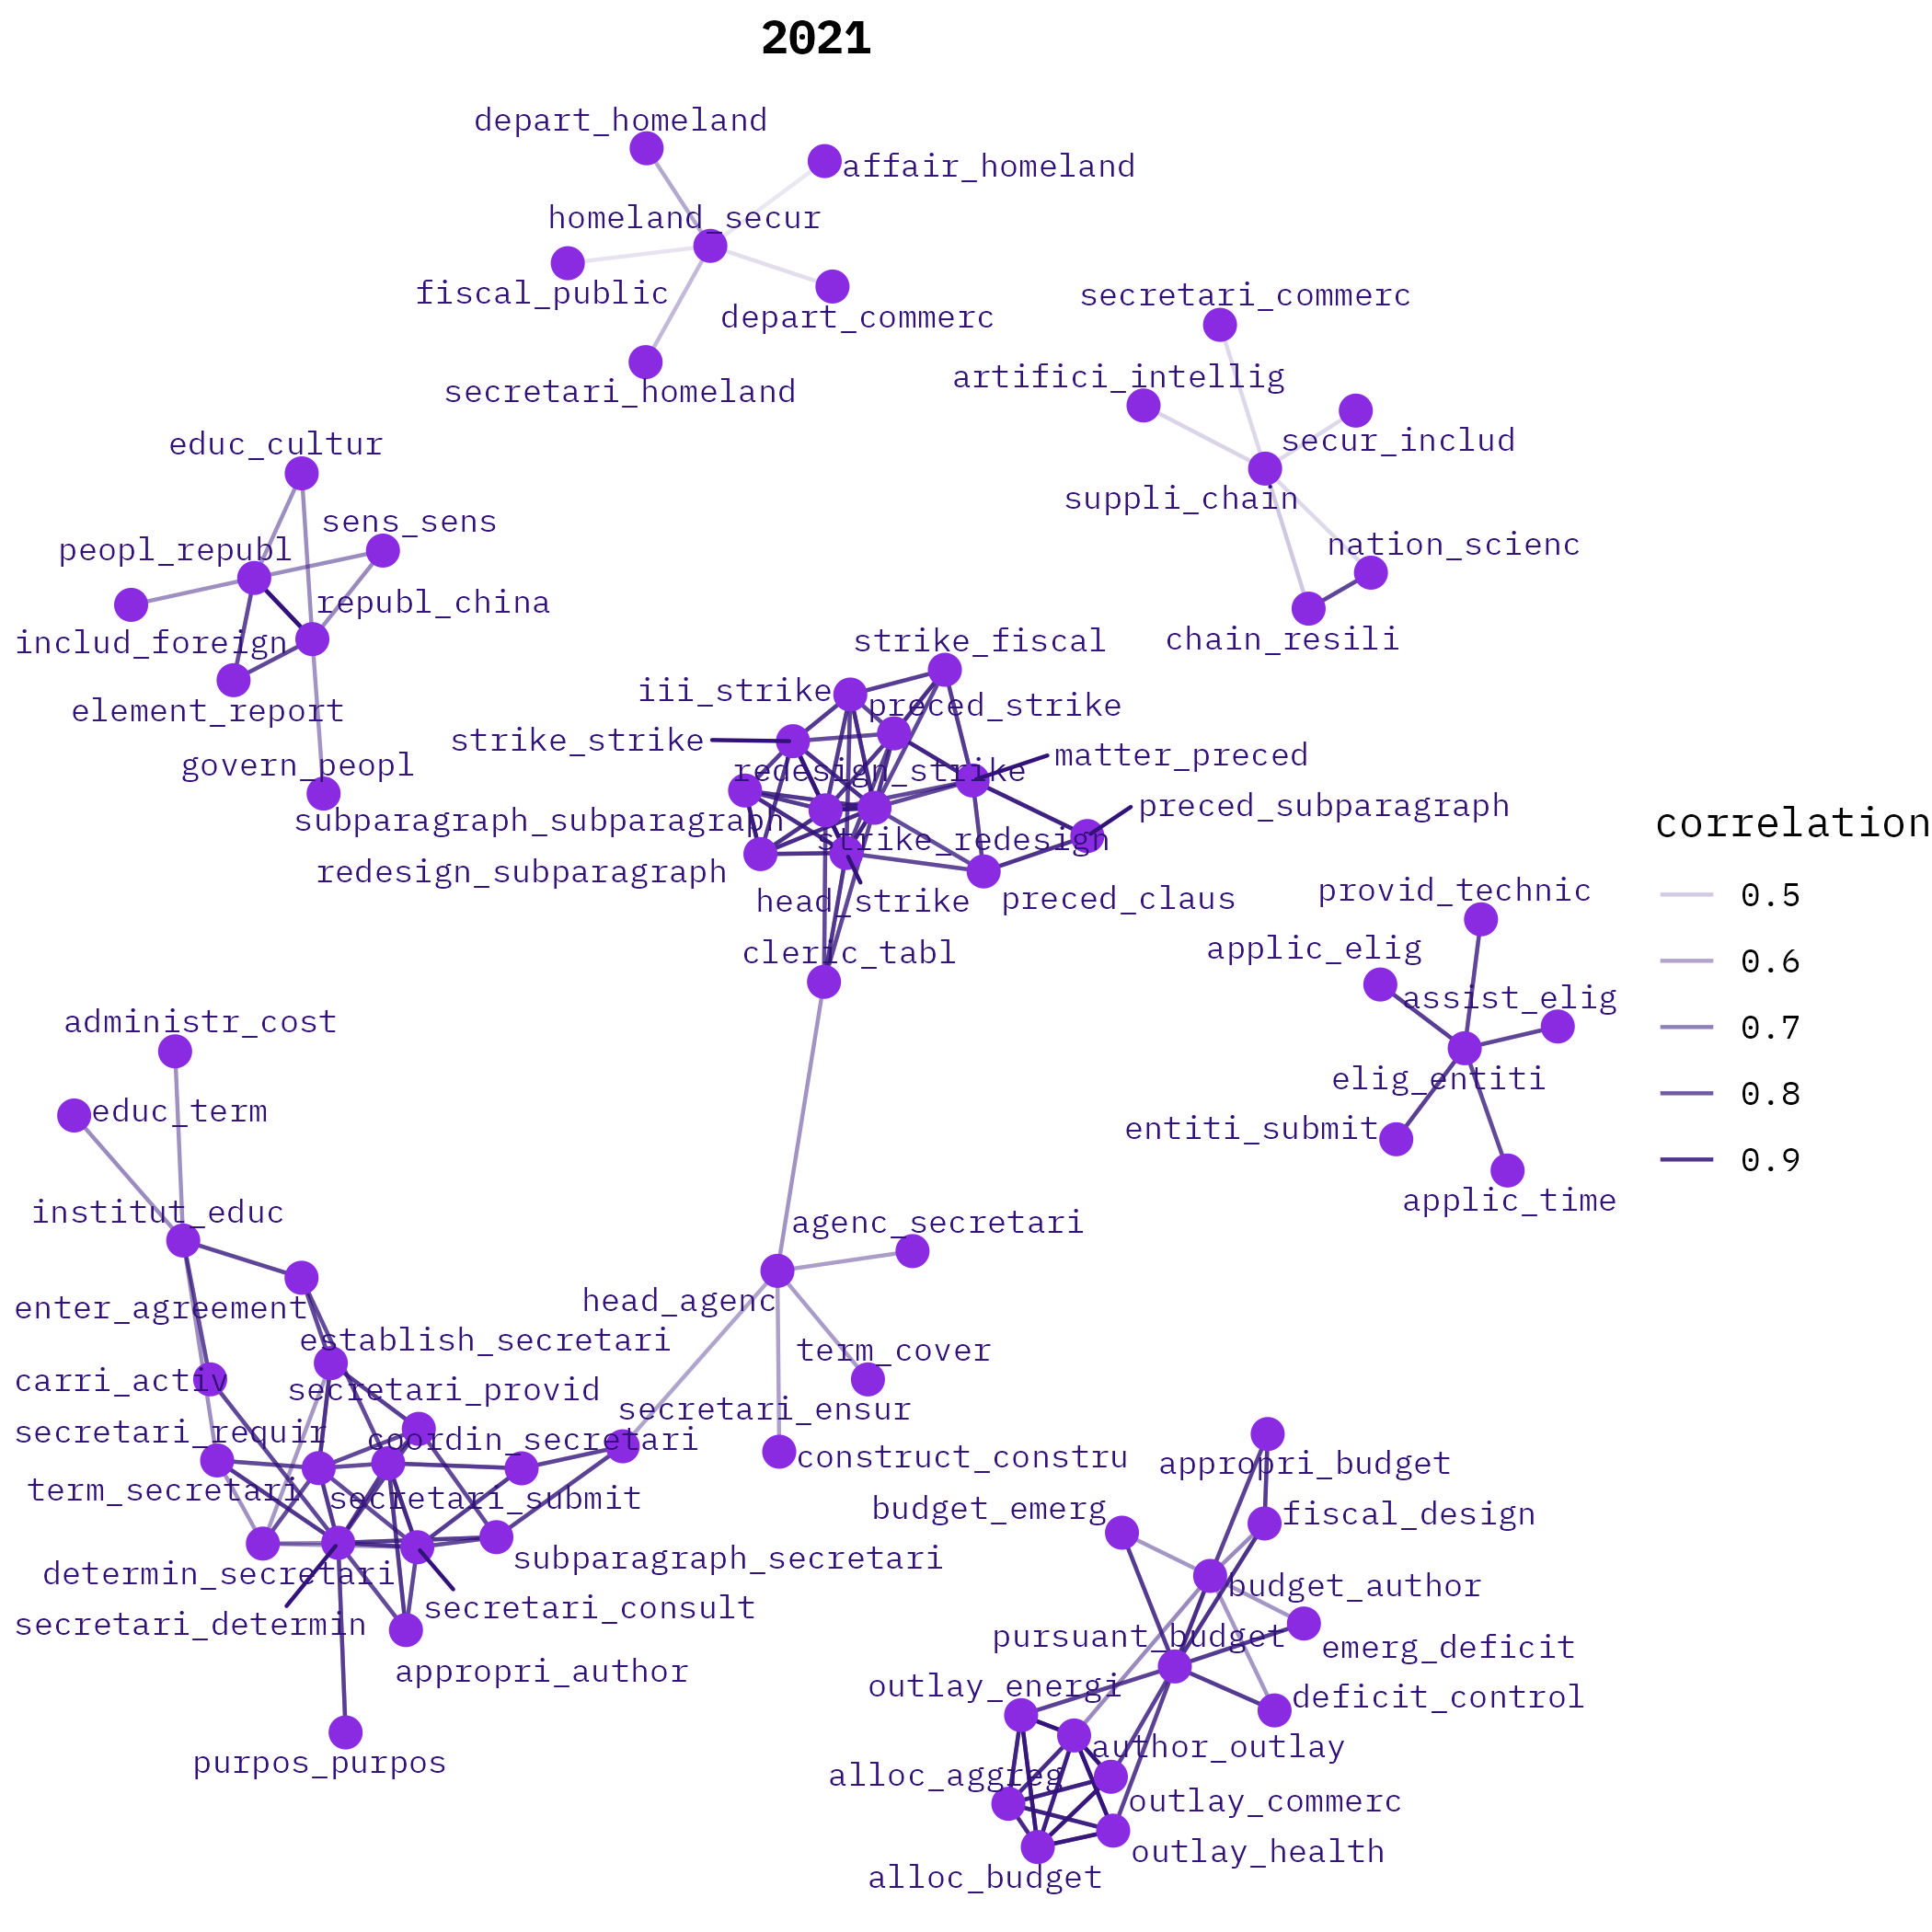 2021
depart_homeland
affair_homeland
homeland_secur
fiscal_public
depart_commerc
secretari_homeland
secretari_commerc
artifici_intellig
secur_includ
suppli_chain
nation_scienc
chain_resili
educ_cultur
sens_sens
peopl_republ
republ_china
includ_foreign
element_report
govern_peopl
strike_fiscal
iii_strike
preced_strike
strike_strike
matter_preced
redesign_strike
preced_subparagraph
subparagraph_subparagraph
strike_redesign
redesign_subparagraph
head_strike
preced_claus
cleric_tabl
correlation
0.5
0.6
0.7
0.8
0.9
provid_technic
applic_elig
assist_elig
elig_entiti
entiti_submit
applic_time
administr_cost
educ_term
institut_educ
enter_agreement
establish_secretari
carri_activ
secretari_provid
secretari_requir
coordin_secretari
term_secretari
secretari_submit
determin_secretari
subparagraph_secretari
secretari_determin
secretari_consult
appropri_author
purpos_purpos
agenc_secretari
head_agenc
term_cover
secretari_ensur
construct_constru
appropri_budget
budget_emerg
fiscal_design
budget_author
pursuant_budget
emerg_deficit
outlay_energi
deficit_control
author_outlay
alloc_aggreg
outlay_commerc
outlay_health
alloc_budget